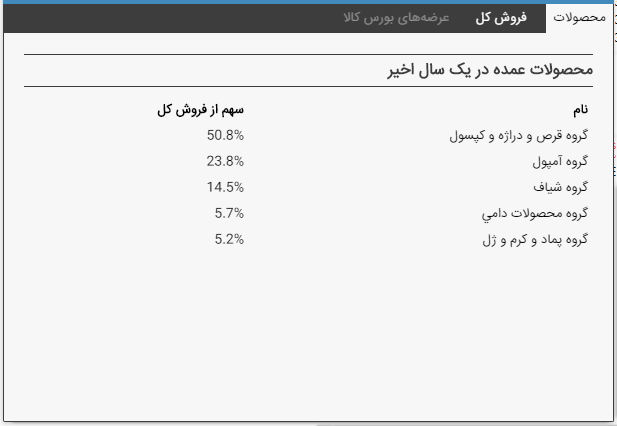 محصولات فروش کل عرضه‌های بورس کالا
محصولات عمده در یک سال اخیر
نام سهم از فروش کل
گروه قرص و دراژه و کپسول 50.8%
گروه آمپول 23.8%
گروه شیاف 14.5%
گروه محصولات دامي 5.7%
گروه پماد و کرم و ژل 5.2%